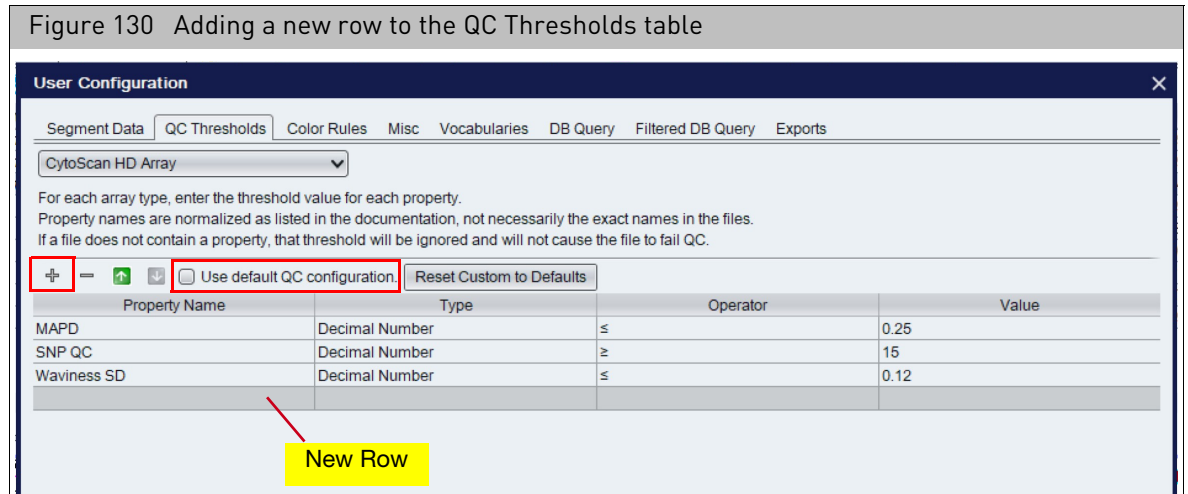 Figure 130 Adding a new row to the QC Thresholds table
User Configuration
Segment Data QC Thresholds Color Rules Misc Vocabularies DB Query Filtered DB Query Exports
CytoScan HD Array
For each array type, enter the threshold value for each property.
Property names are normalized as listed in the documentation, not necessarily the exact names in the files.
If a file does not contain a property, that threshold will be ignored and will not cause the file to fail QC.
Use default QC configuration. Reset Custom to Defaults
Property Name Type Operator Value
MAPD Decimal Number ≤ 0.25
SNP QC Decimal Number ≥ 15
Waviness SD Decimal Number ≤ 0.12
New Row